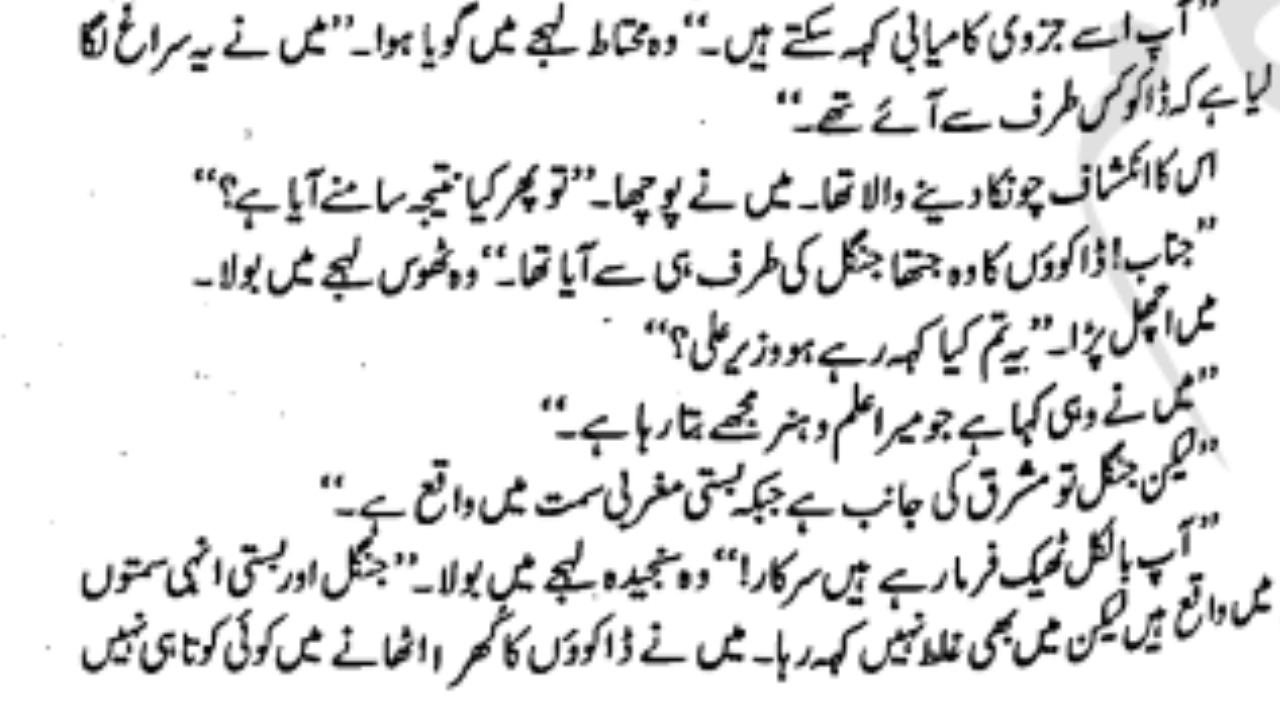 ”آپ اسے جزوی کامیابی کہہ سکتے ہیں۔“ وہ محتاط لہجے میں گویا ہوا۔ ”میں نے یہ سراغ لگا
لیا ہے کہ ڈاکو کس طرف سے آئے تھے۔“
اس کا انکشاف چونکا دینے والا تھا۔ میں نے پوچھا۔ ”تو پھر کیا نتیجہ سامنے آیا ہے؟“
”جناب! ڈاکوؤں کا وہ جتھا جنگل کی طرف ہی سے آیا تھا۔“ وہ ٹھوس لہجے میں بولا۔
میں اچھل پڑا۔ ”یہ تم کیا کہہ رہے ہو وزیر علی؟“
”میں نے وہی کہا ہے جو میرا علم و ہنر مجھے بتا رہا ہے۔“
”لیکن جنگل تو مشرق کی جانب ہے جبکہ بستی مغربی سمت میں واقع ہے۔“
”آپ بالکل ٹھیک فرما رہے ہیں سرکار!“ وہ سنجیدہ لہجے میں بولا۔ ”جنگل اور بستی انہی سمتوں
میں واقع ہیں لیکن میں بھی غلط نہیں کہہ رہا۔ میں نے ڈاکوؤں کا کُھرا اٹھانے میں کوئی کوتاہی نہیں